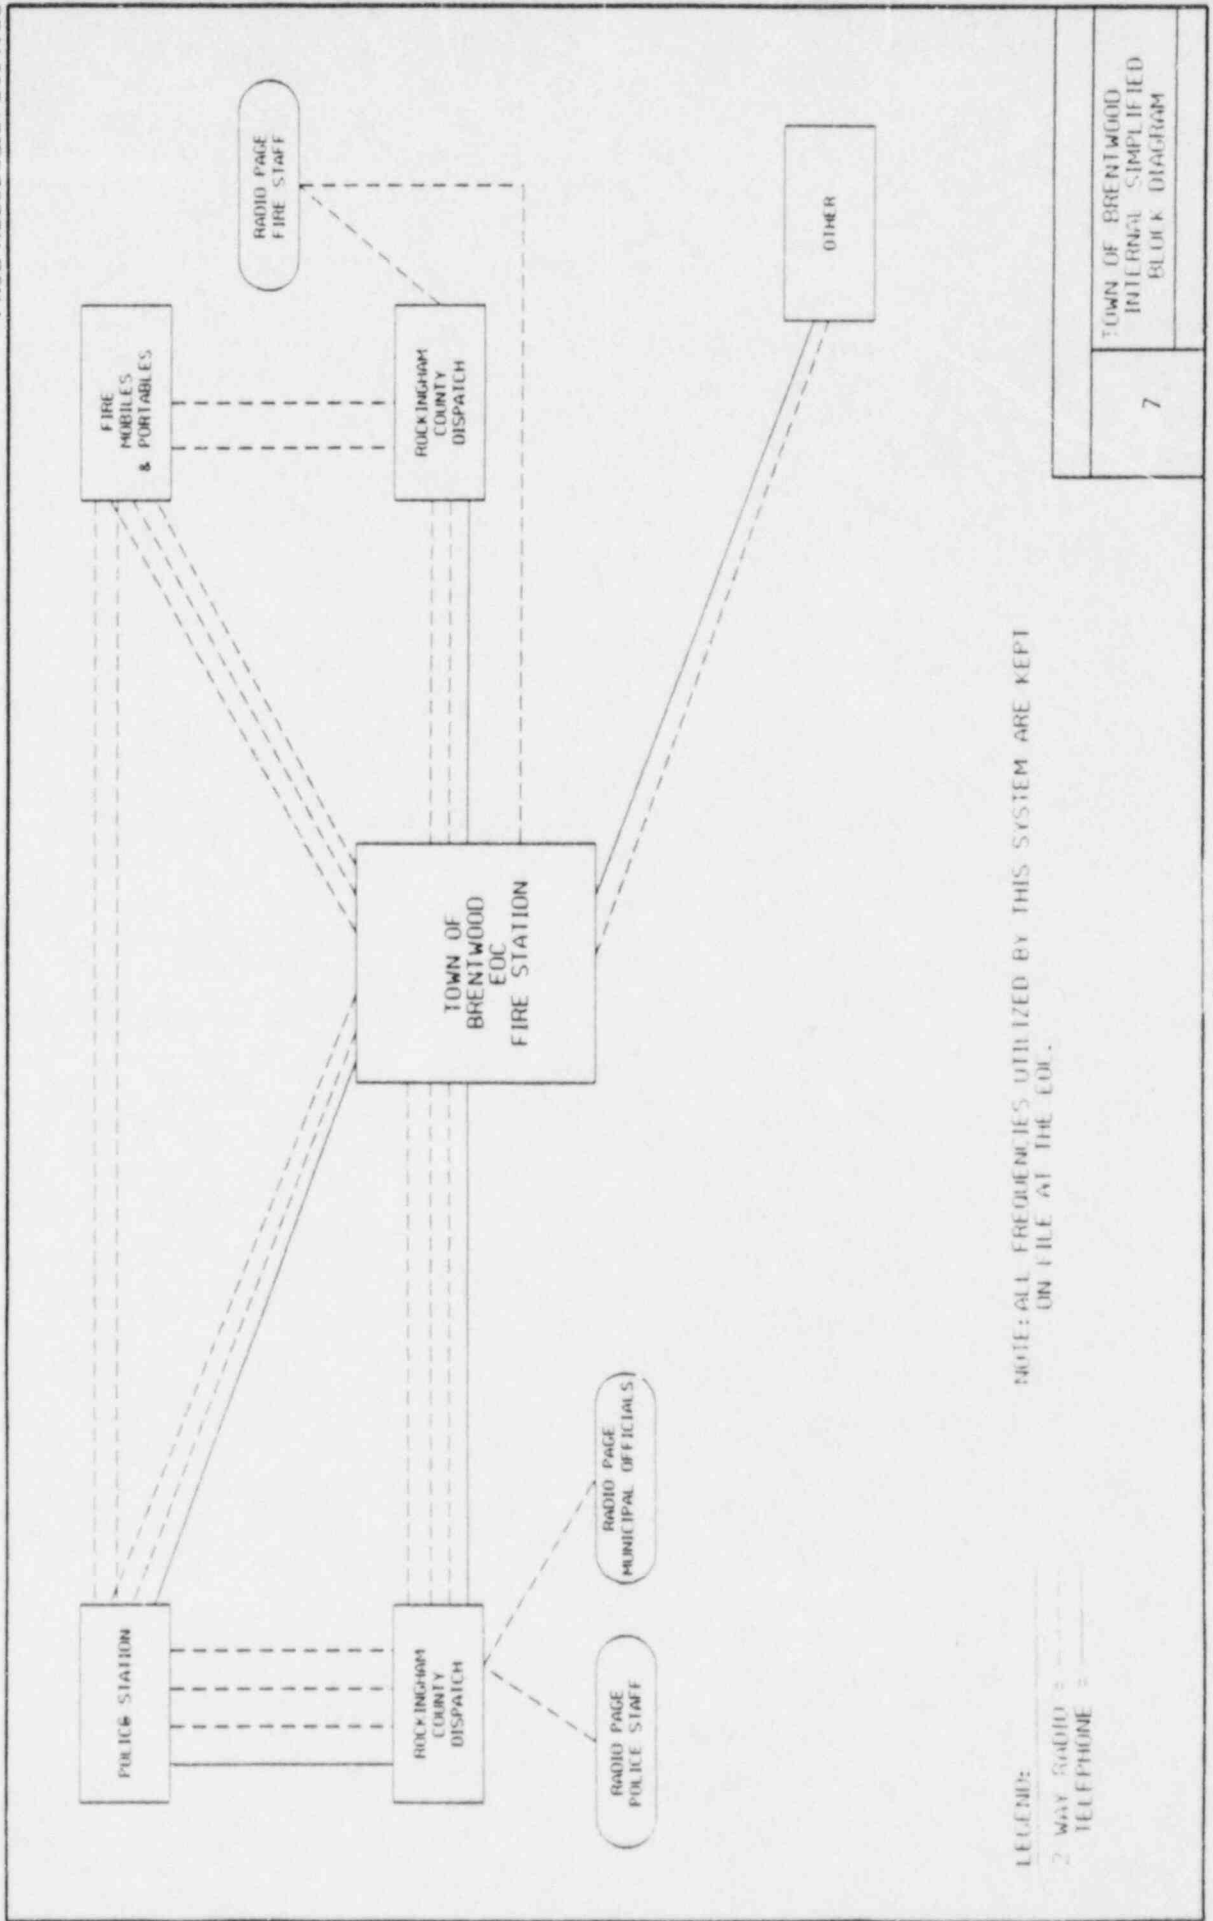 POLICE STATION
FIRE
MOBILES
& PORTABLES
RADIO PAGE
FIRE STAFF
ROCKINGHAM
COUNTY
DISPATCH
TOWN OF
BRENTWOOD
EOC
FIRE STATION
ROCKINGHAM
COUNTY
DISPATCH
RADIO PAGE
POLICE STAFF
RADIO PAGE
MUNICIPAL OFFICIALS
OTHER
LEGEND:
2 WAY RADIO =
TELEPHONE =
NOTE: ALL FREQUENCIES UTILIZED BY THIS SYSTEM ARE KEPT
ON FILE AT THE EOC.
7
TOWN OF BRENTWOOD
INTERNAL SIMPLIFIED
BLOCK DIAGRAM